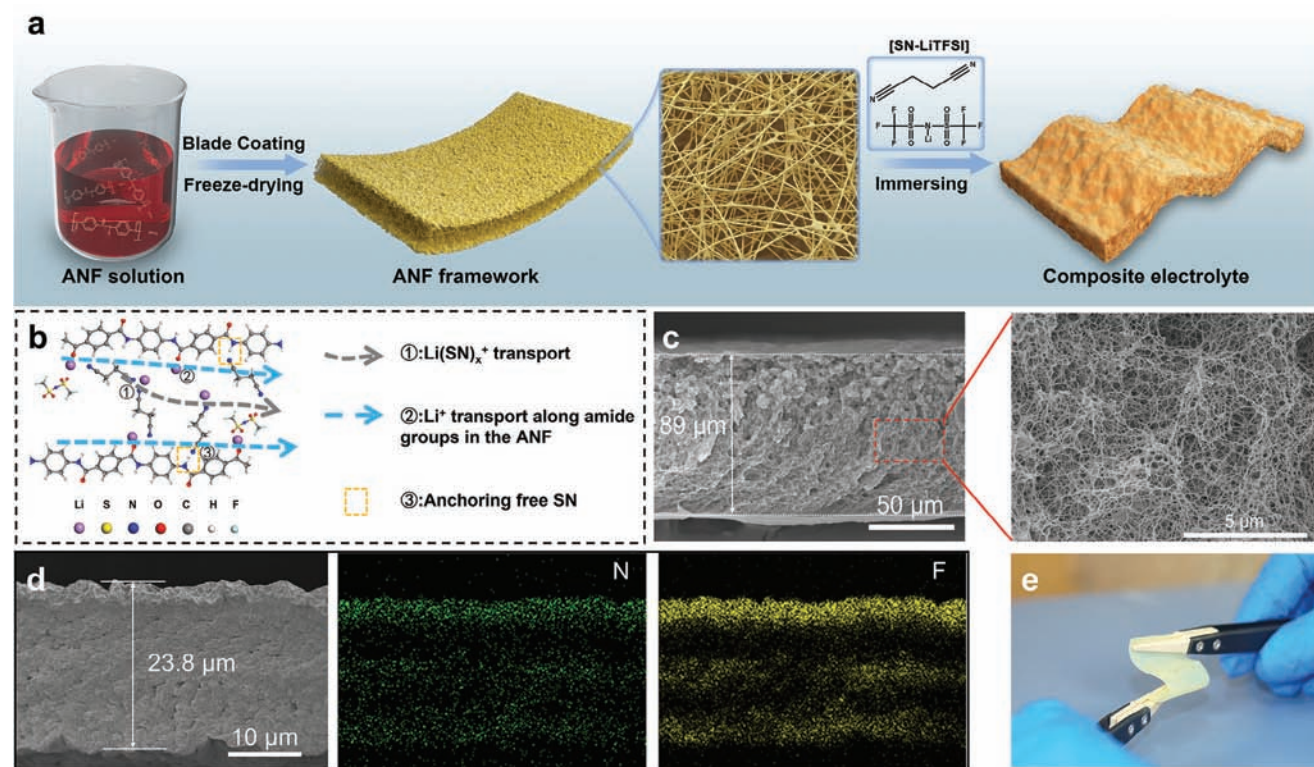 a
[SN-LiTFSI]
N
N
O O
F F
F S N S F
Li
F O O F
Blade Coating
Freeze-drying
Immersing
ANF solution
ANF framework
Composite electrolyte
b
①
②
③
①:Li(SN)ₓ⁺ transport
②:Li⁺ transport along amide
groups in the ANF
③:Anchoring free SN
Li S N O C H F
c
89 μm
50 μm
5 μm
d
23.8 μm
10 μm
N
F
e